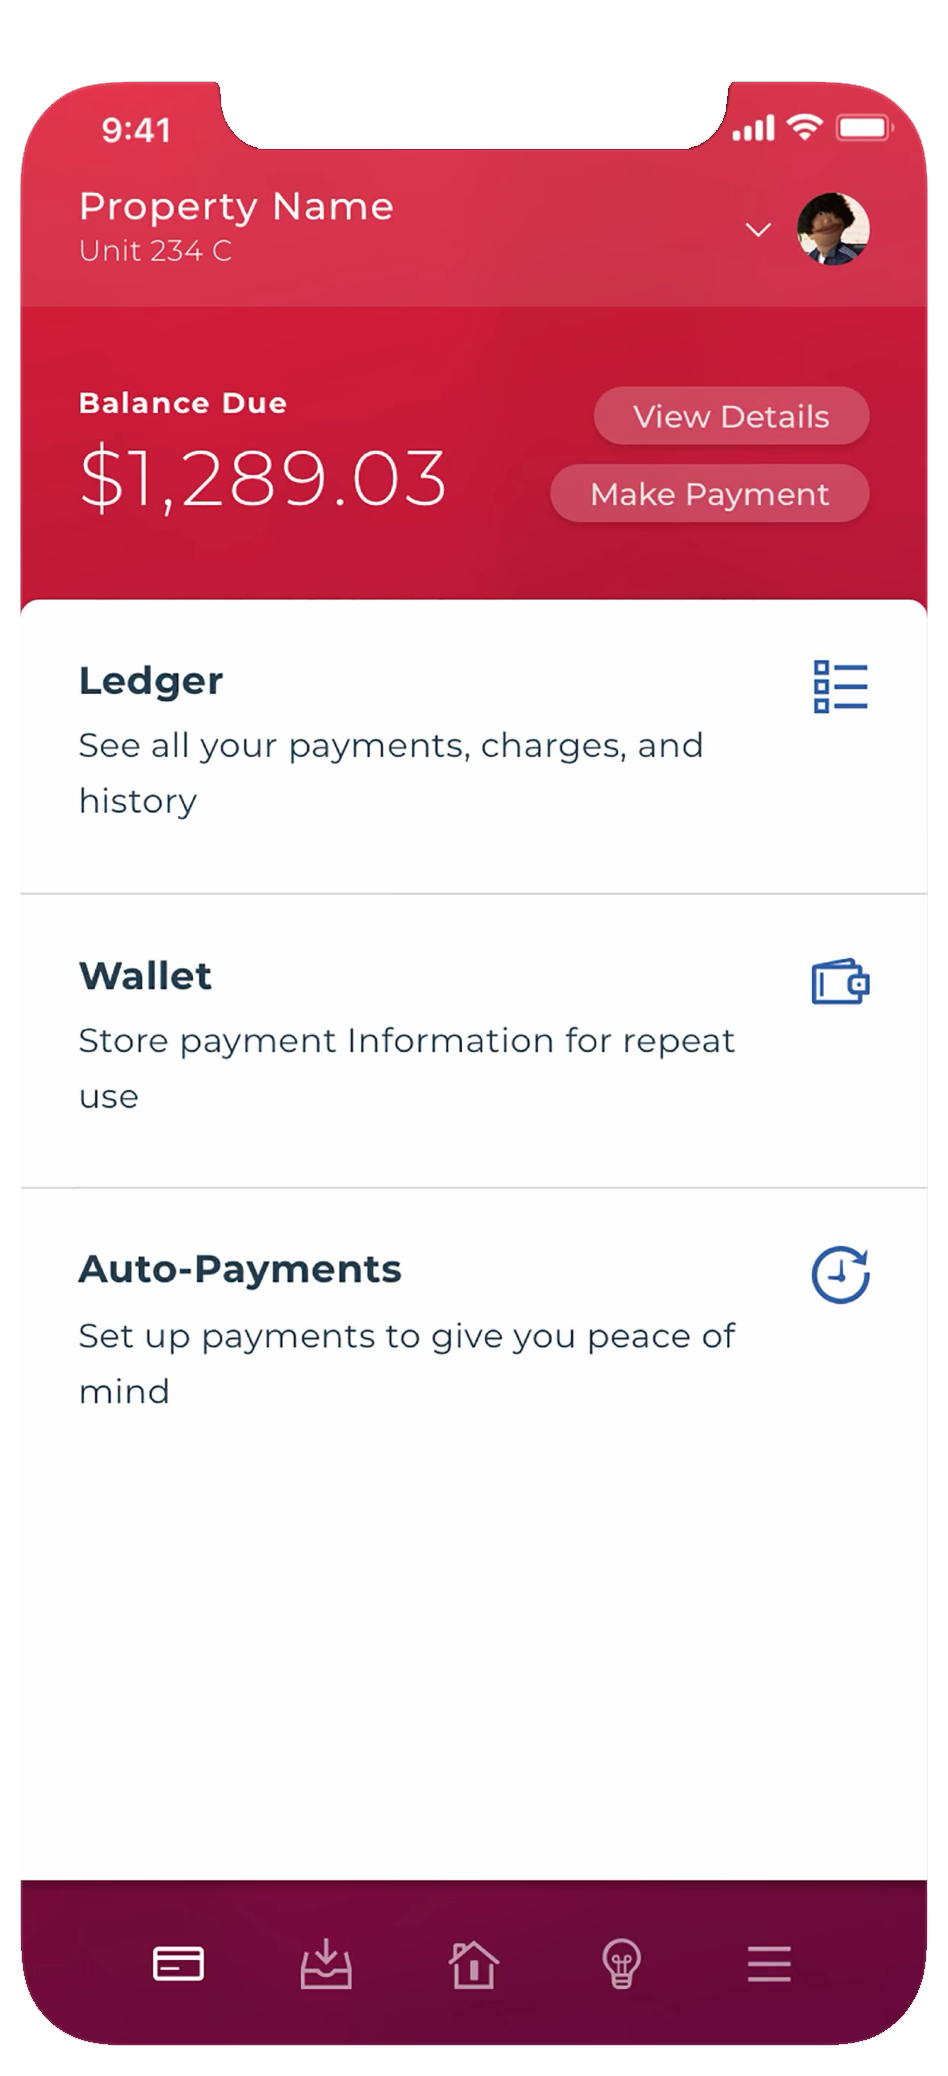 9:41
Property Name
Unit 234 C
Balance Due
$1,289.03
View Details
Make Payment
Ledger
See all your payments, charges, and
history
Wallet
Store payment Information for repeat
use
Auto-Payments
Set up payments to give you peace of
mind